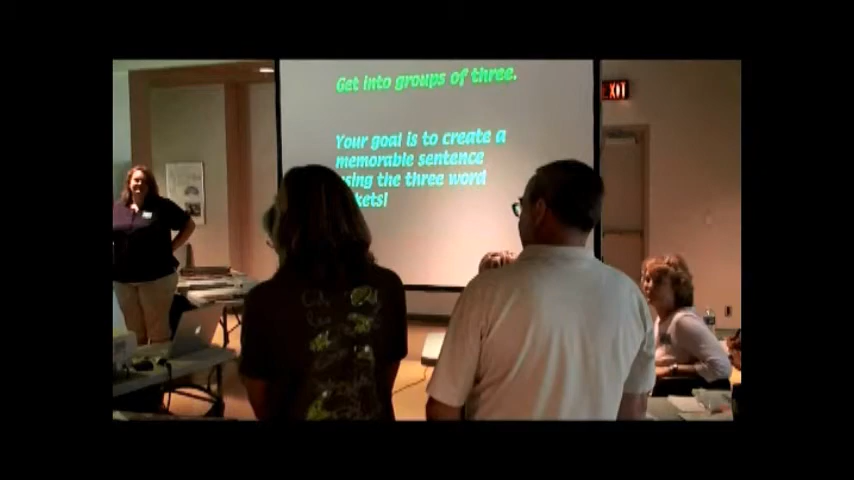 Get into groups of three.
EXIT
Your goal is to create a
memorable sentence
the three word